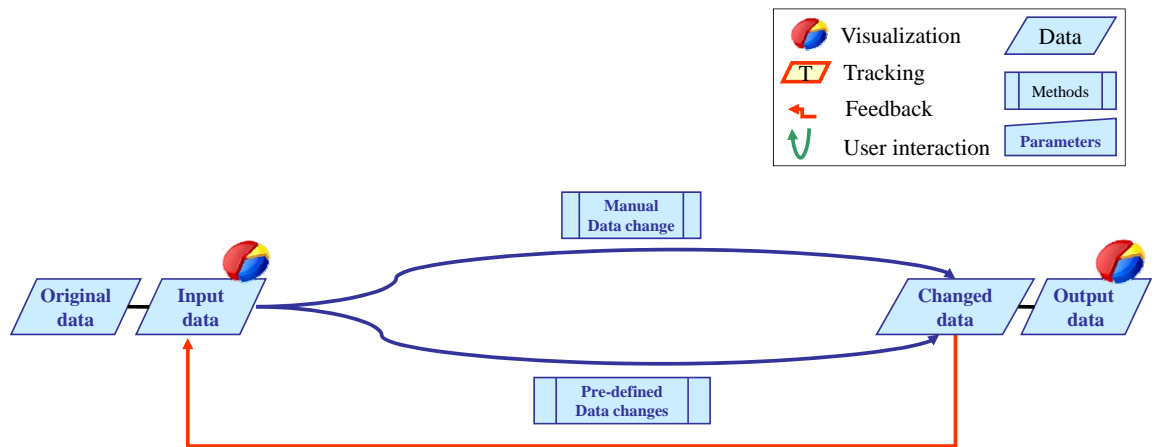 Visualization
Data
T
Tracking
Methods
Feedback
Parameters
User interaction
Manual
Data change
Original
data
Input
data
Changed
data
Output
data
Pre-defined
Data changes